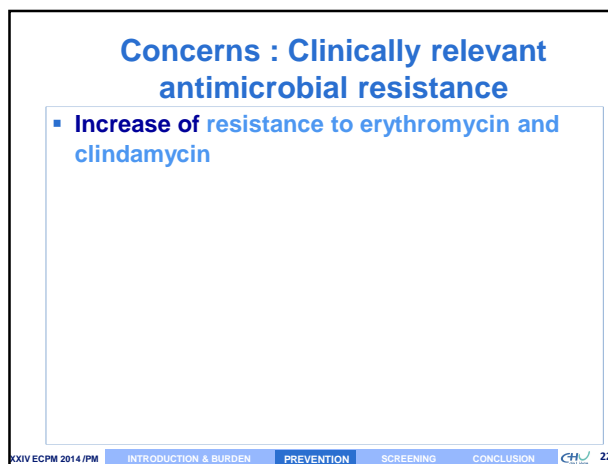 Concerns : Clinically relevant
antimicrobial resistance
▪ Increase of resistance to erythromycin and
clindamycin
XXIV ECPM 2014 /PM INTRODUCTION & BURDEN PREVENTION SCREENING CONCLUSION CHU